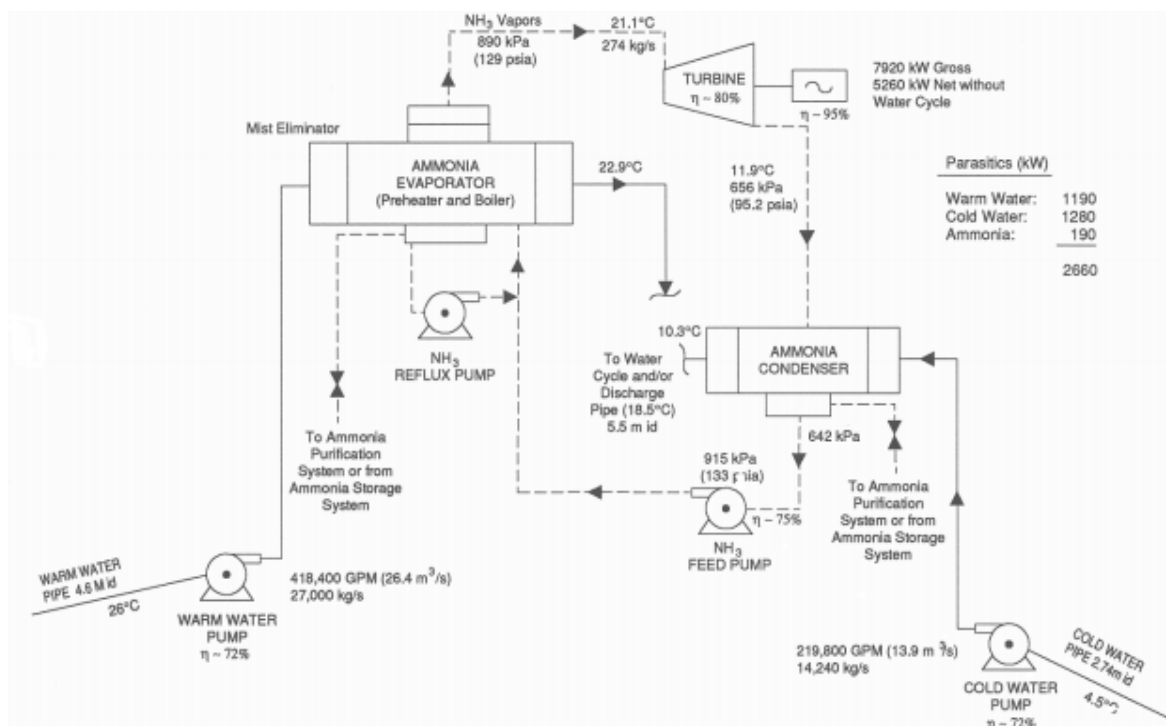 NH3 Vapors
890 kPa
(129 psia)
21.1°C
274 kg/s
TURBINE
η ~ 80%
η ~ 95%
7920 kW Gross
5260 kW Net without
Water Cycle
Mist Eliminator
AMMONIA
EVAPORATOR
(Preheater and Boiler)
22.9°C
11.9°C
656 kPa
(95.2 psia)
Parasitics (kW)
Warm Water: 1190
Cold Water: 1280
Ammonia: 190
2660
NH3
REFLUX PUMP
10.3°C
To Water
Cycle and/or
Discharge
Pipe (18.5°C)
5.5 m id
AMMONIA
CONDENSER
642 kPa
To Ammonia
Purification
System or from
Ammonia Storage
System
915 kPa
(133
η ~ 75%
NH3
FEED PUMP
To Ammonia
Purification
System or from
Ammonia Storage
System
WARM WATER
PIPE 4.6 M id
26°C
418,400 GPM (26.4 m3/s)
27,000 kg/s
WARM WATER
PUMP
η ~ 72%
219,800 GPM (13.9 m3/s)
14,240 kg/s
COLD WATER
PIPE 2.74m id
4.5°C
COLD WATER
PUMP
η ~ 72%